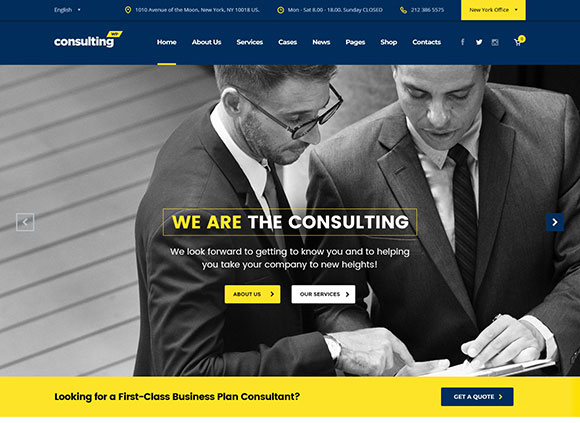 English
1010 Avenue of the Moon, New York, NY 10018 US.
Mon - Sat 8.00 - 18.00. Sunday CLOSED
212 386 5575
New York Office
consulting WP
Home About Us Services Cases News Pages Shop Contacts
0
WE ARE THE CONSULTING
We look forward to getting to know you and to helping
you take your company to new heights!
ABOUT US
OUR SERVICES
Looking for a First-Class Business Plan Consultant?
GET A QUOTE